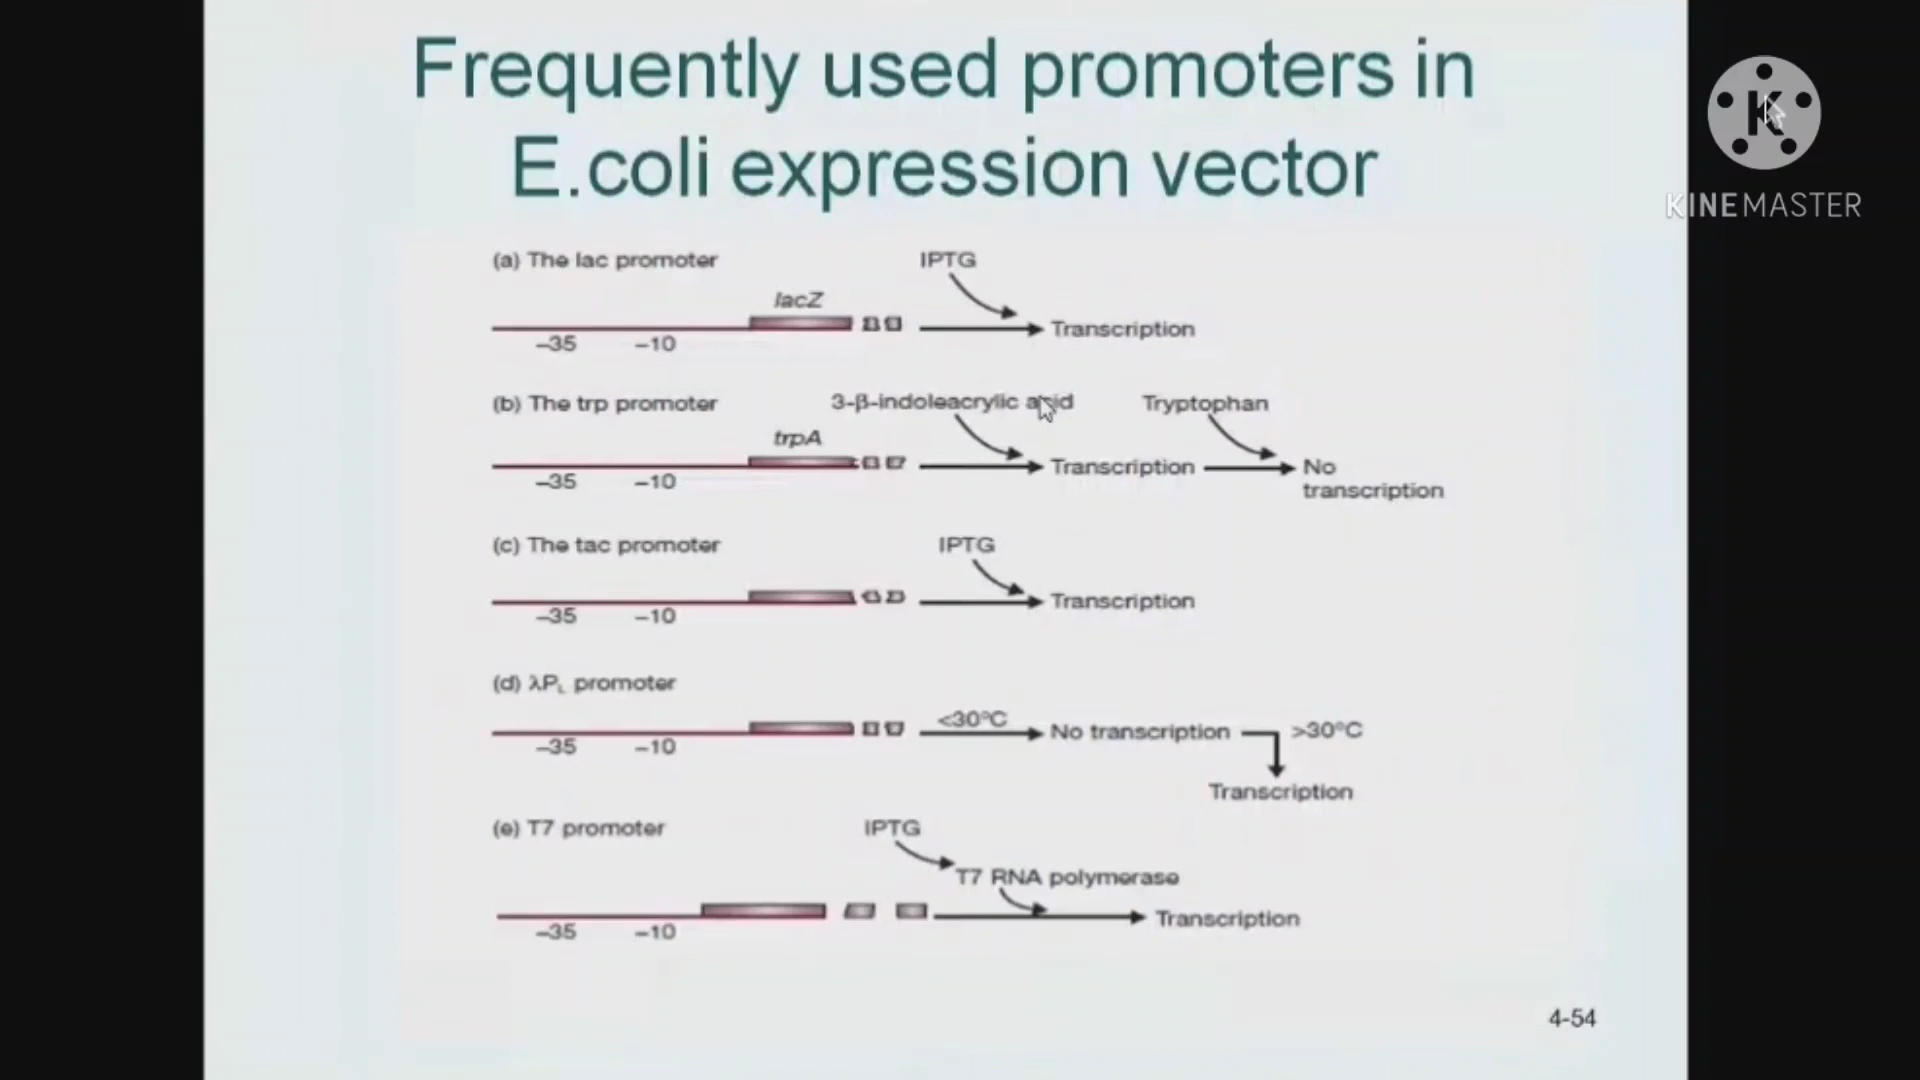 Frequently used promoters in
E.coli expression vector
K
KINEMASTER
(a) The lac promoter
IPTG
lacZ
–35
–10
Transcription
(b) The trp promoter
3-β-indoleacrylic acid
Tryptophan
trpA
–35
–10
Transcription
No
transcription
(c) The tac promoter
IPTG
–35
–10
Transcription
(d) λPL promoter
<30°C
No transcription
>30°C
–35
–10
Transcription
(e) T7 promoter
IPTG
T7 RNA polymerase
–35
–10
Transcription
4-54